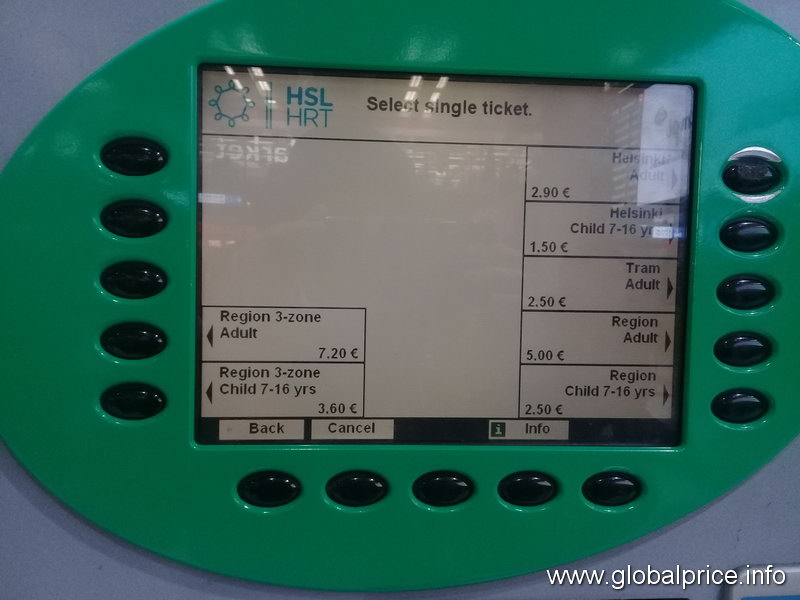 HSL
HRT
Select single ticket.
Helsinki
Adult
2.90 €
Helsinki
Child 7-16 yrs
1.50 €
Tram
Adult
2.50 €
Region 3-zone
Adult
7.20 €
Region
Adult
5.00 €
Region 3-zone
Child 7-16 yrs
3.60 €
Region
Child 7-16 yrs
2.50 €
Back
Cancel
i Info
www.globalprice.info